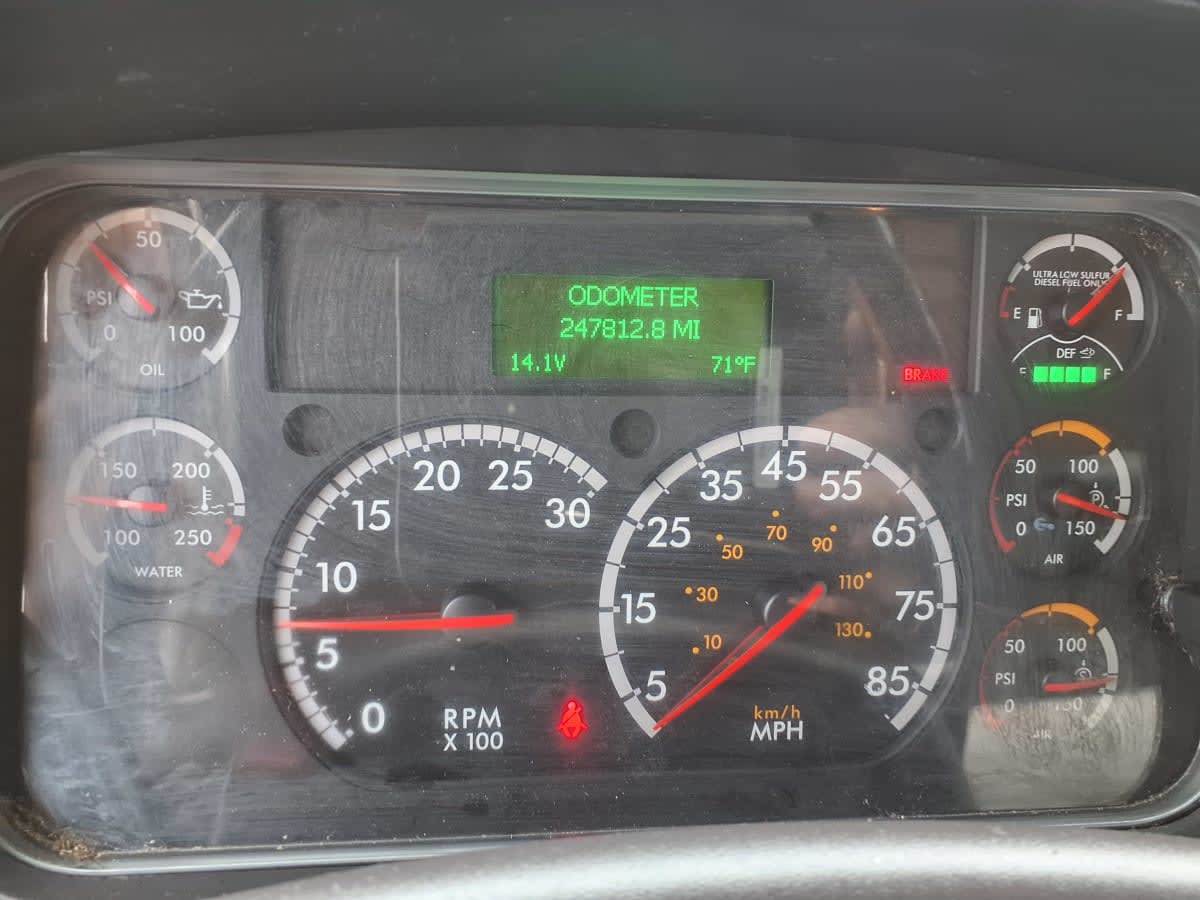 50
PSI
0 100
OIL
150 200
100 250
WATER
ODOMETER
247812.8 MI
14.1V 71°F
BRAKE
ULTRA LOW SULFUR
DIESEL FUEL ONLY
E F
DEF
E F
50 100
PSI
0 150
AIR
50 100
PSI
0 150
AIR
0
5
10
15
20
25
30
RPM
X 100
5
15
25
35
45
55
65
75
85
10
30
50
70
90
110
130
km/h
MPH